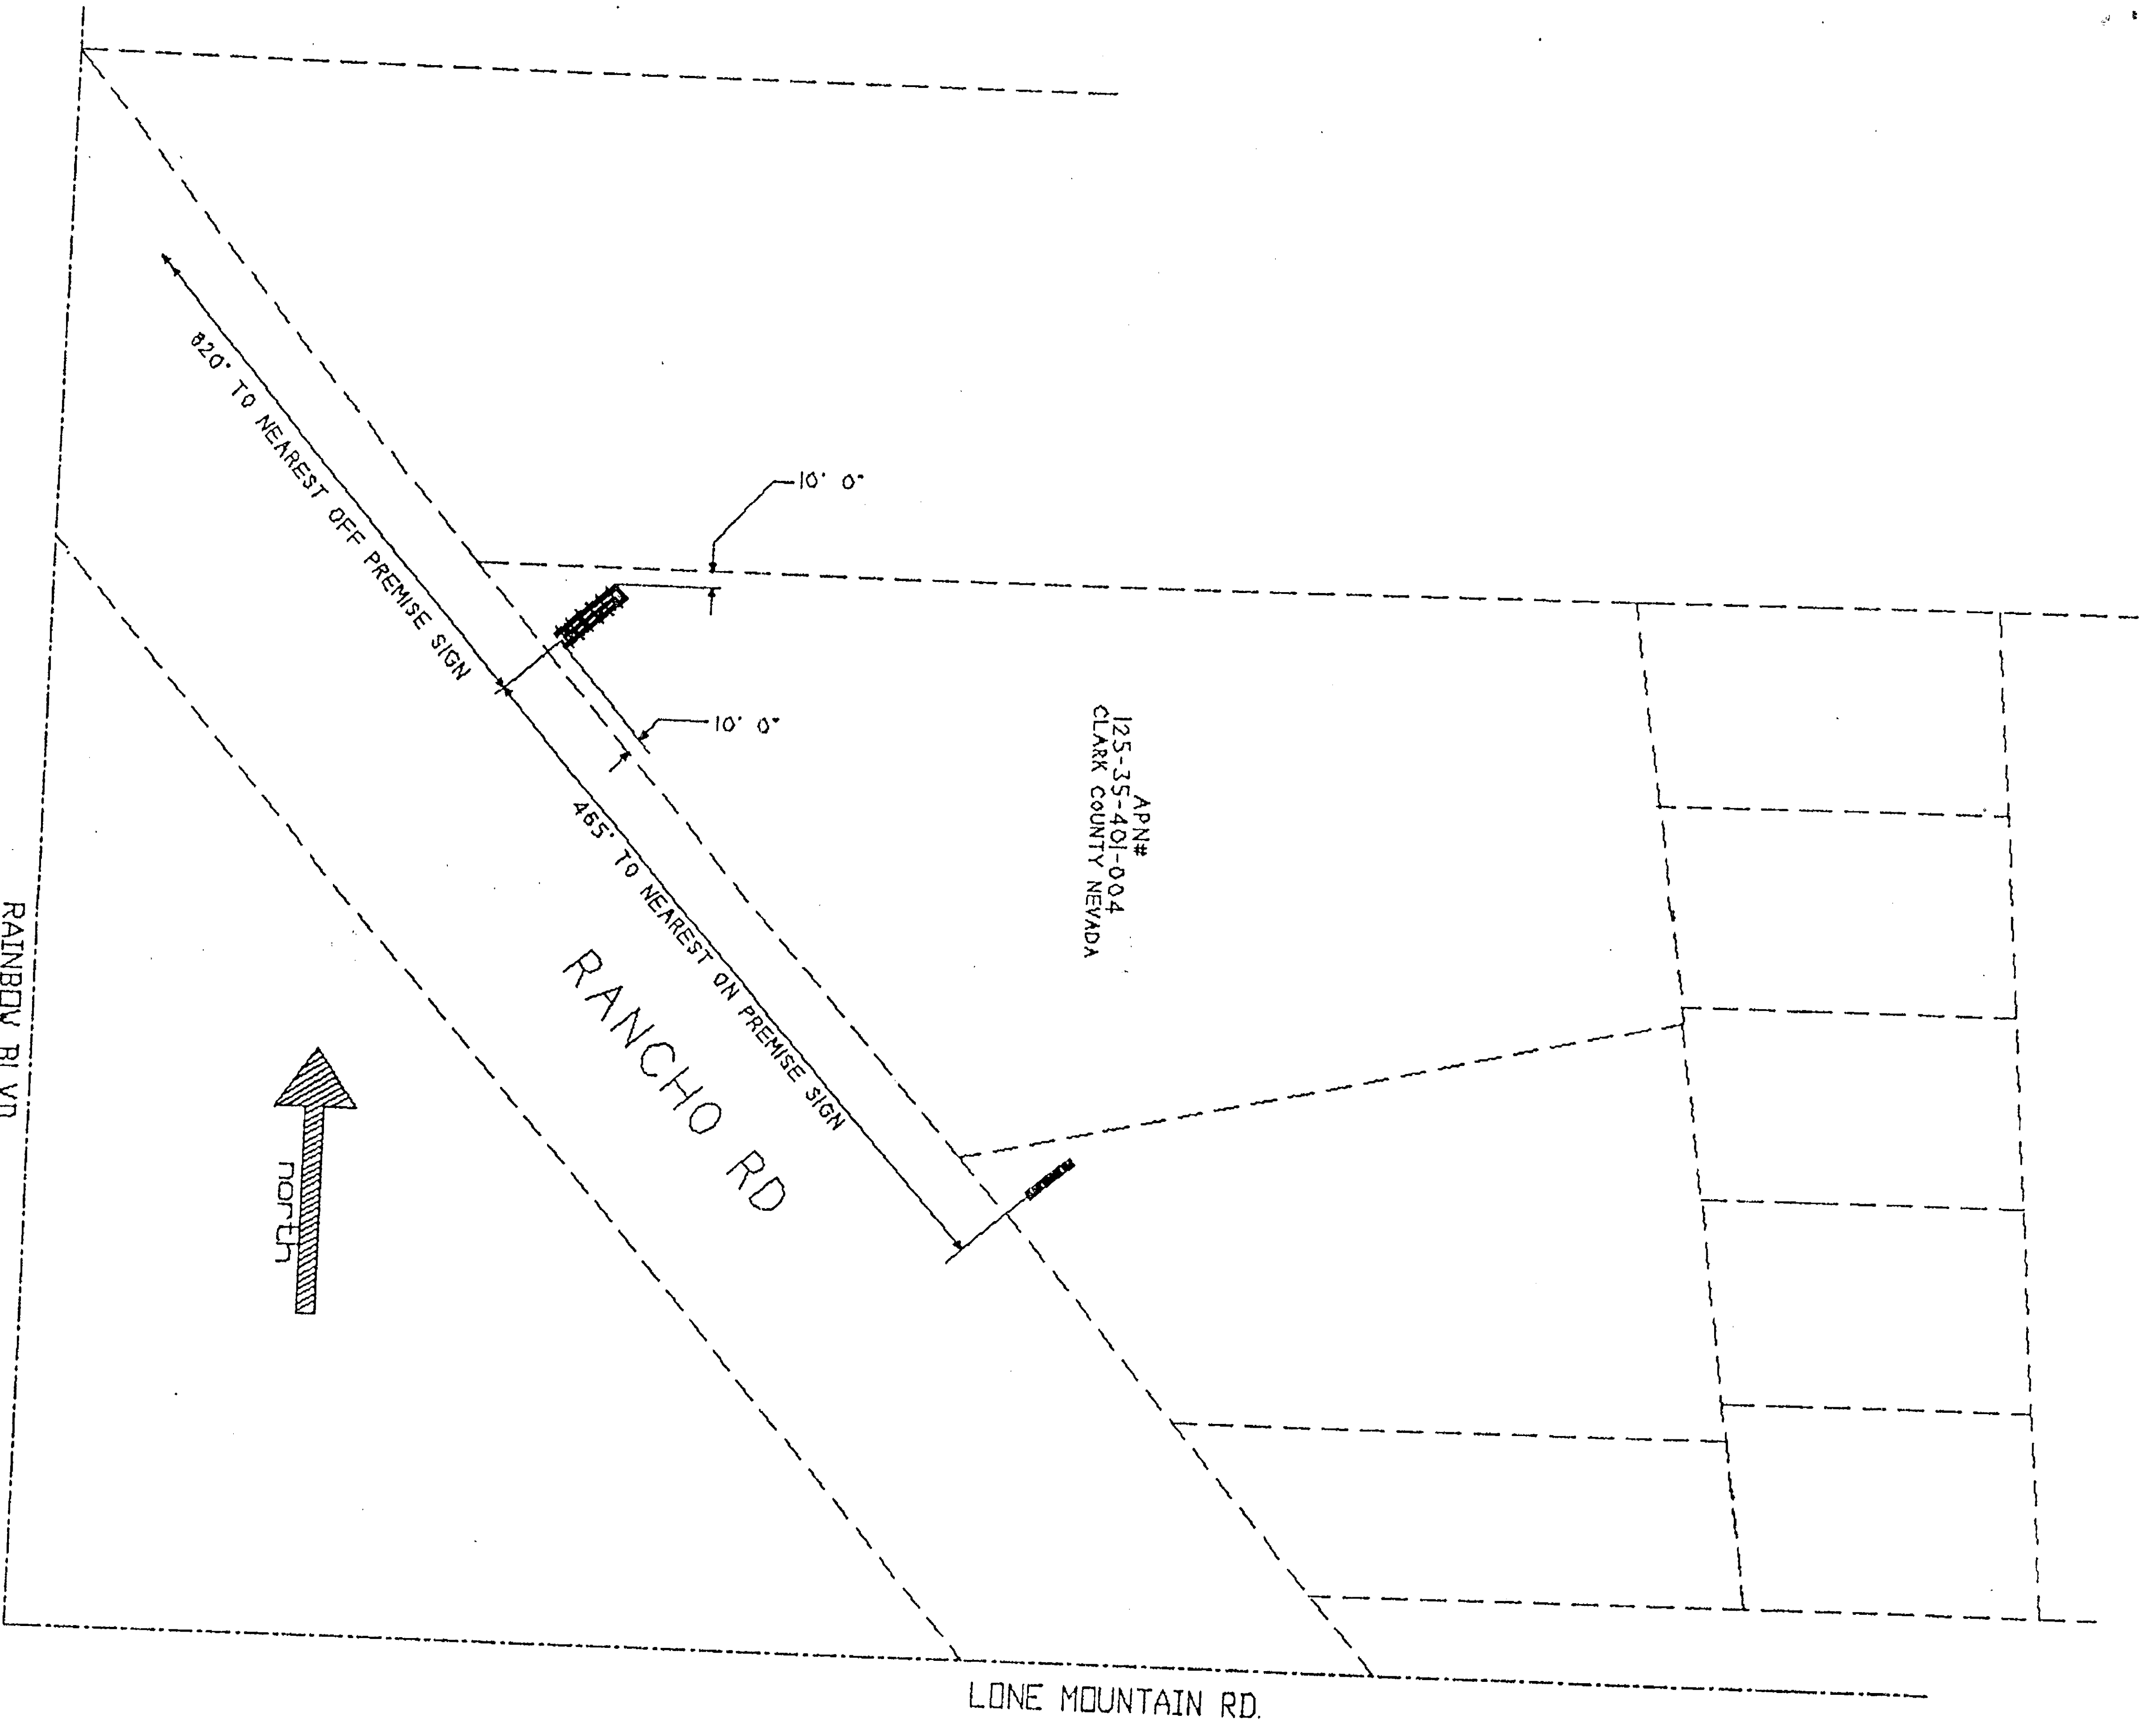 820' TO NEAREST OFF PREMISE SIGN
10' 0"
10' 0"
465' TO NEAREST ON PREMISE SIGN
APN#
125-35-401-004
CLARK COUNTY NEVADA
RANCHO RD
RAINBOW BLVD
north
LONE MOUNTAIN RD.